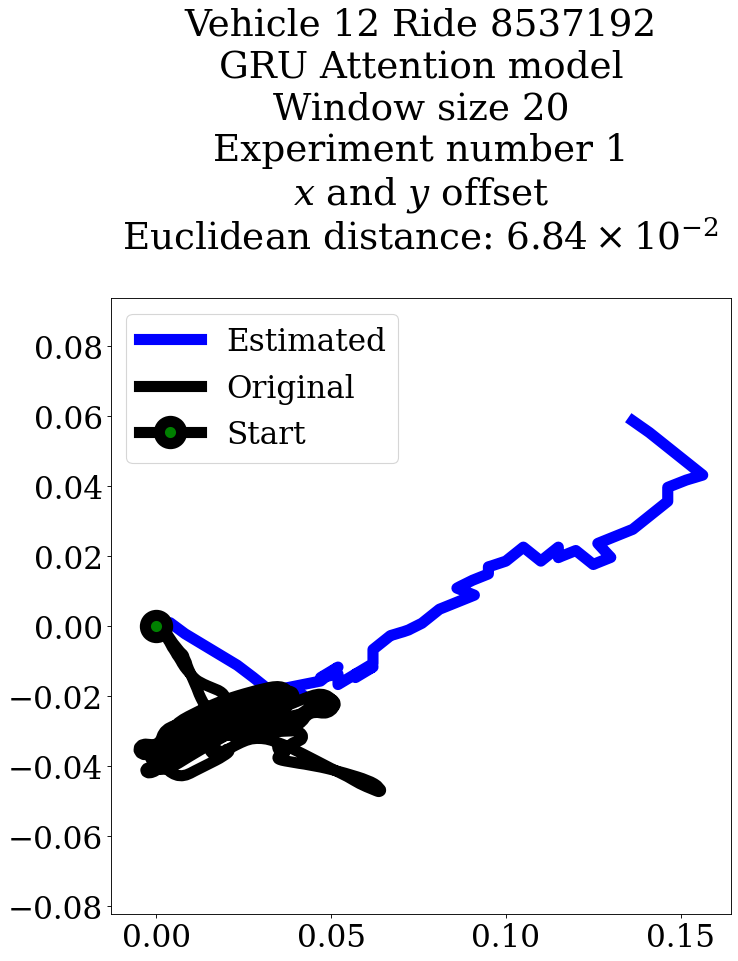 Vehicle 12 Ride 8537192
GRU Attention model
Window size 20
Experiment number 1
x and y offset
Euclidean distance: 6.84 × 10⁻²
Estimated
Original
Start
0.08
0.06
0.04
0.02
0.00
−0.02
−0.04
−0.06
−0.08
0.00 0.05 0.10 0.15